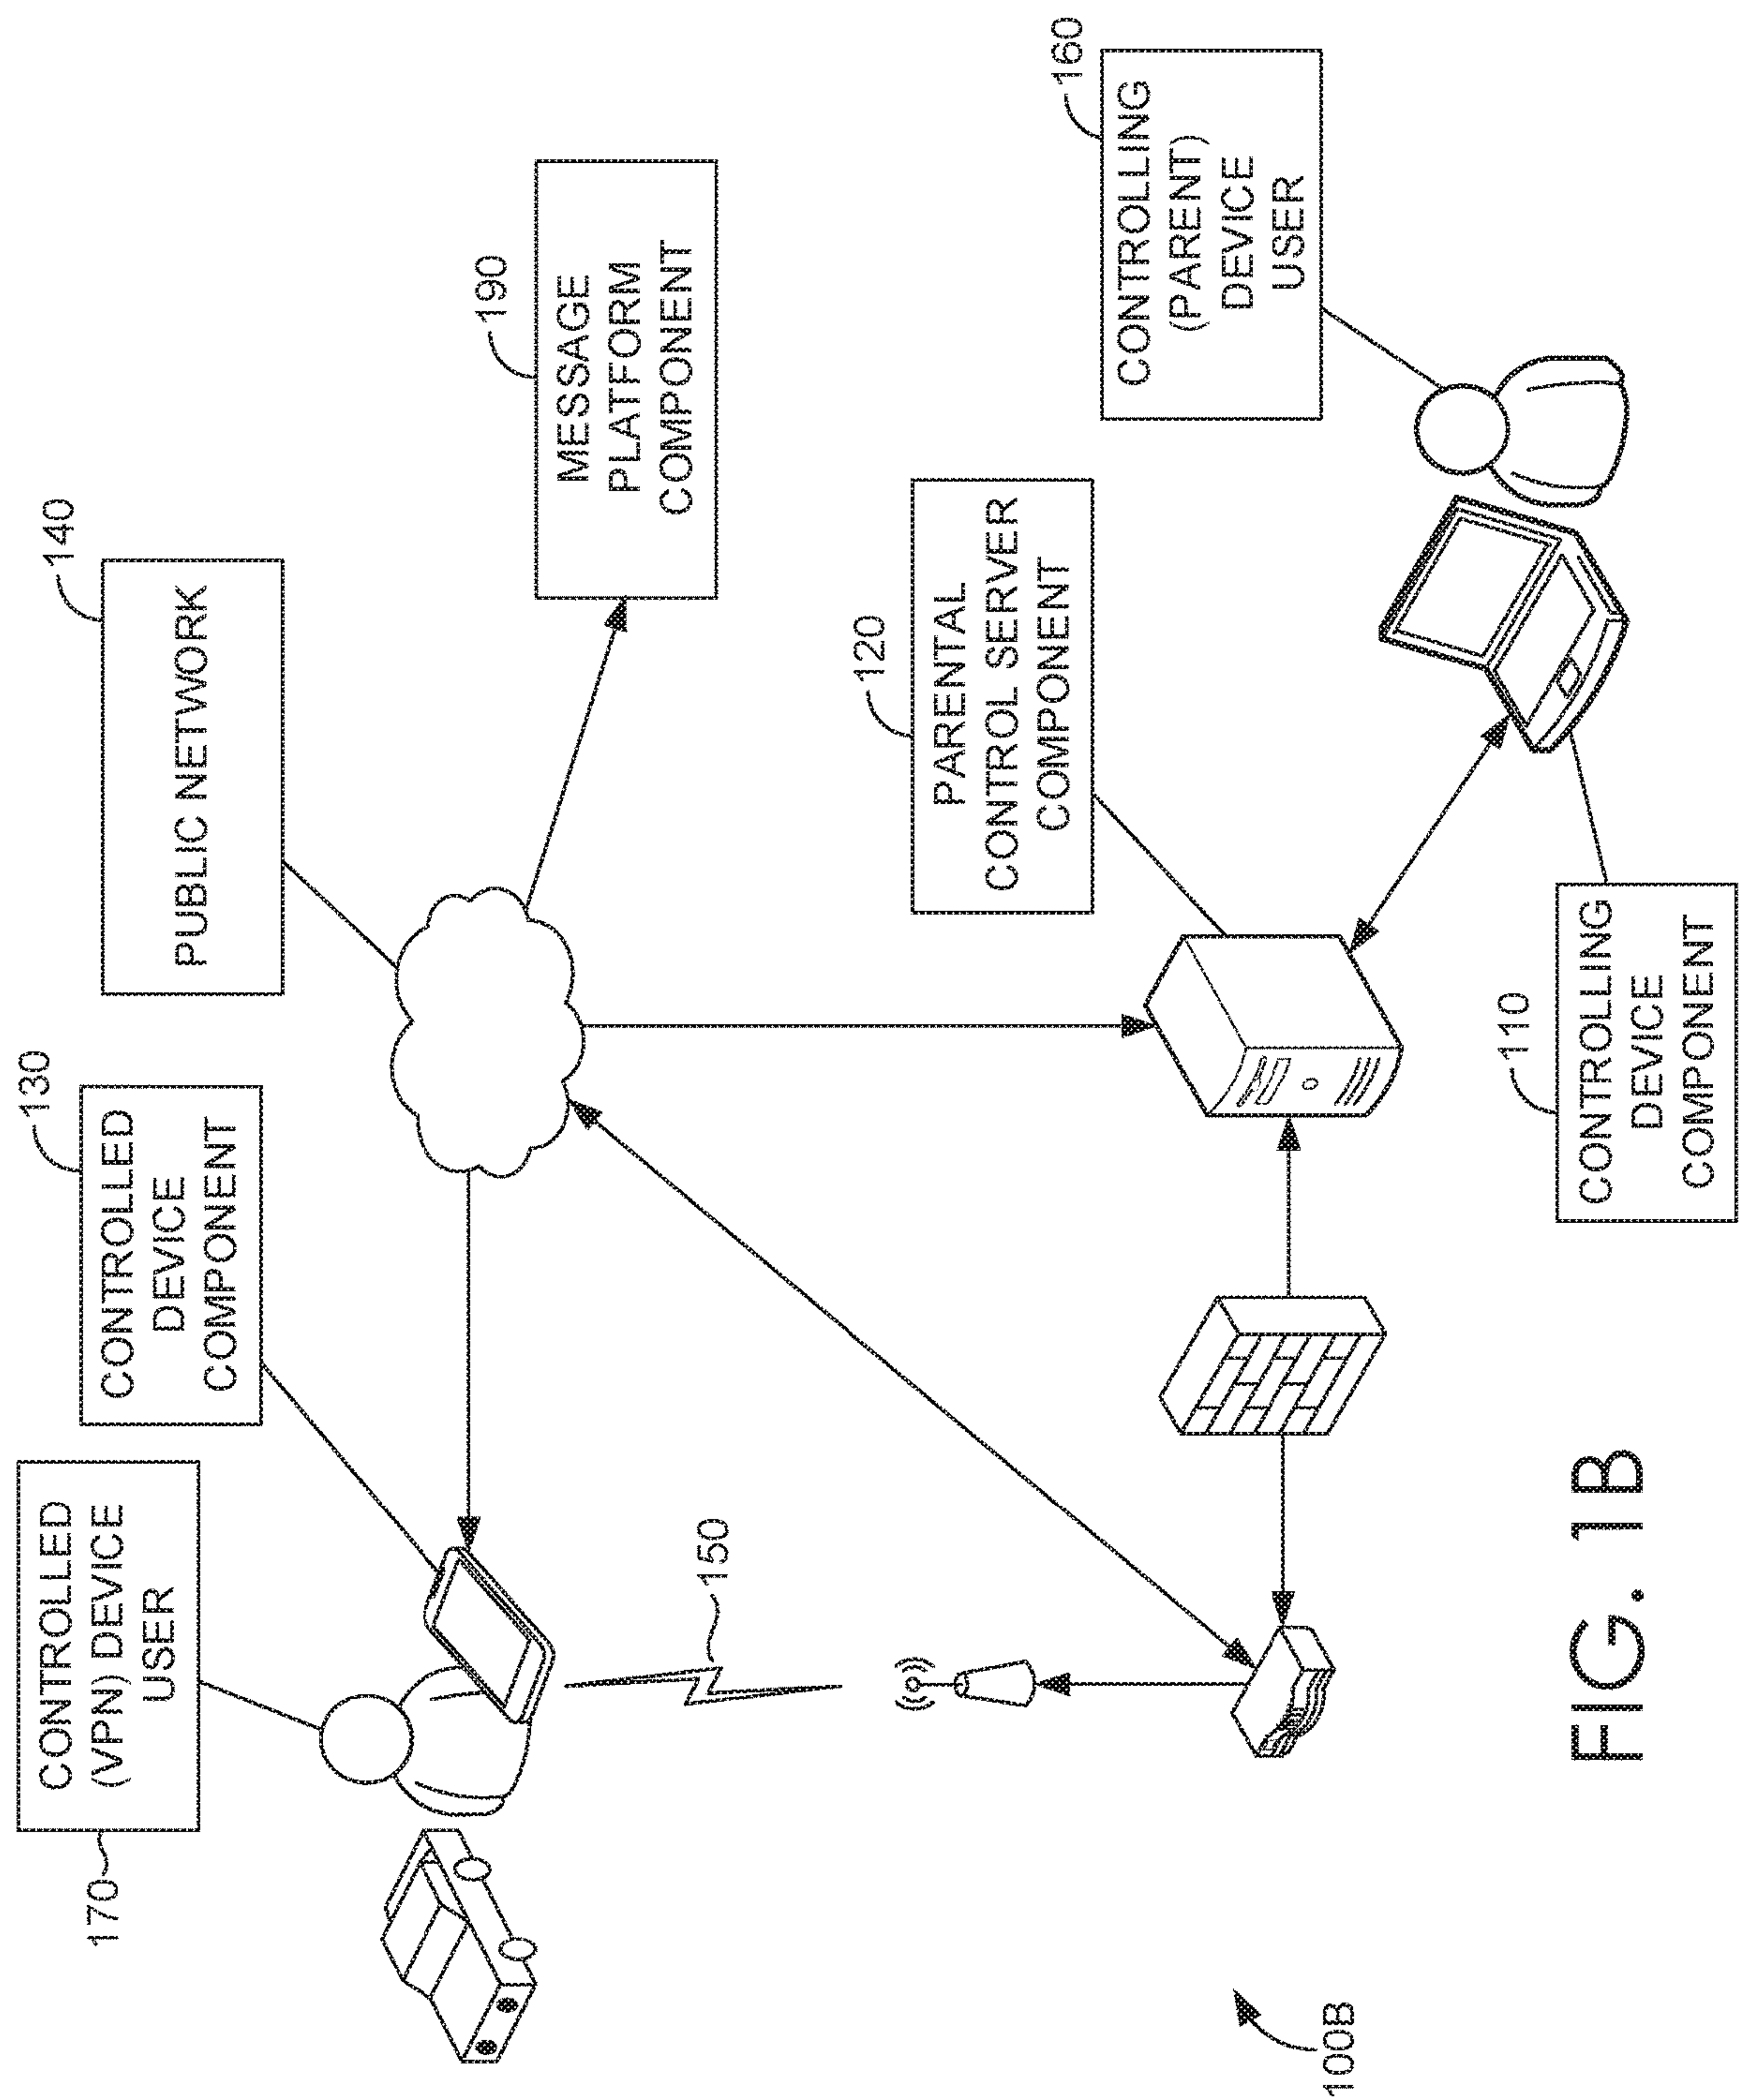 170
CONTROLLED
(VPN) DEVICE
USER
130
CONTROLLED
DEVICE
COMPONENT
140
PUBLIC NETWORK
190
MESSAGE
PLATFORM
COMPONENT
150
120
PARENTAL
CONTROL SERVER
COMPONENT
160
CONTROLLING
(PARENT)
DEVICE
USER
110
CONTROLLING
DEVICE
COMPONENT
100B
FIG. 1B